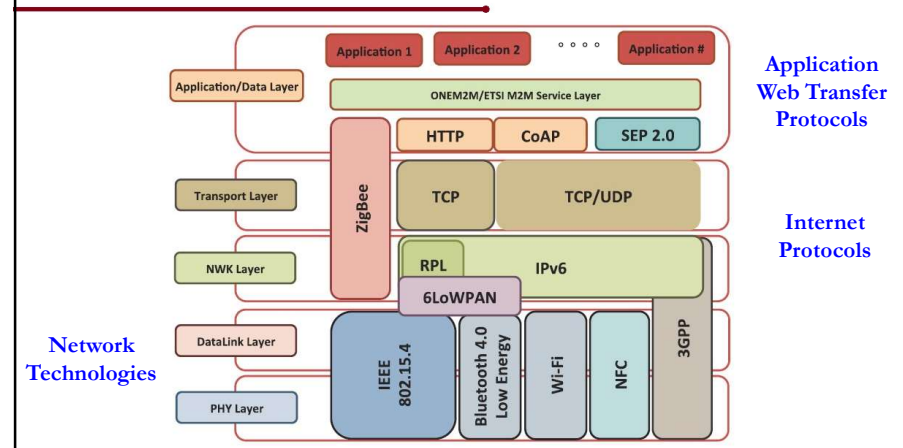 Application 1
Application 2
° ° ° °
Application #
Application/Data Layer
ONEM2M/ETSI M2M Service Layer
HTTP
CoAP
SEP 2.0
Application
Web Transfer
Protocols
ZigBee
Transport Layer
TCP
TCP/UDP
Internet
Protocols
NWK Layer
RPL
IPv6
6LoWPAN
3GPP
Network
Technologies
DataLink Layer
IEEE
802.15.4
Bluetooth 4.0
Low Energy
Wi-Fi
NFC
PHY Layer